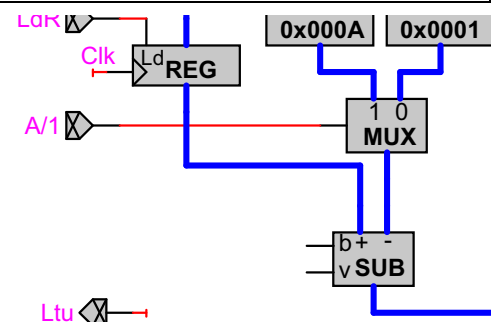 LdR
0x000A 0x0001
Clk Ld
REG
A/1
1 0
MUX
b + -
v SUB
Ltu